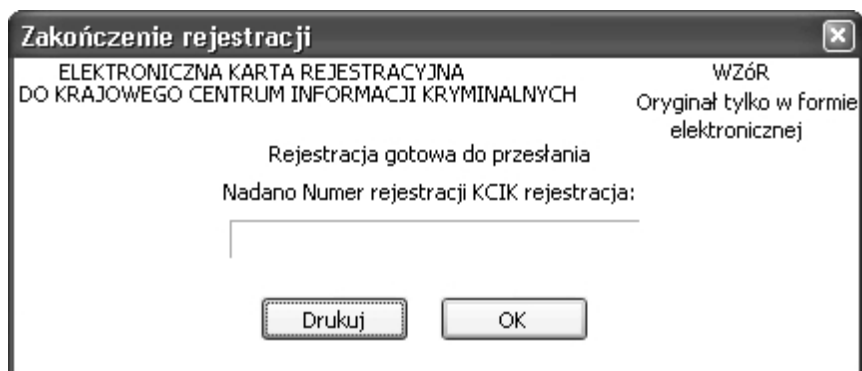 Zakończenie rejestracji
ELEKTRONICZNA KARTA REJESTRACYJNA
DO KRAJOWEGO CENTRUM INFORMACJI KRYMINALNYCH
WZóR
Oryginał tylko w formie
elektronicznej
Rejestracja gotowa do przesłania
Nadano Numer rejestracji KCIK rejestracja:
Drukuj
OK